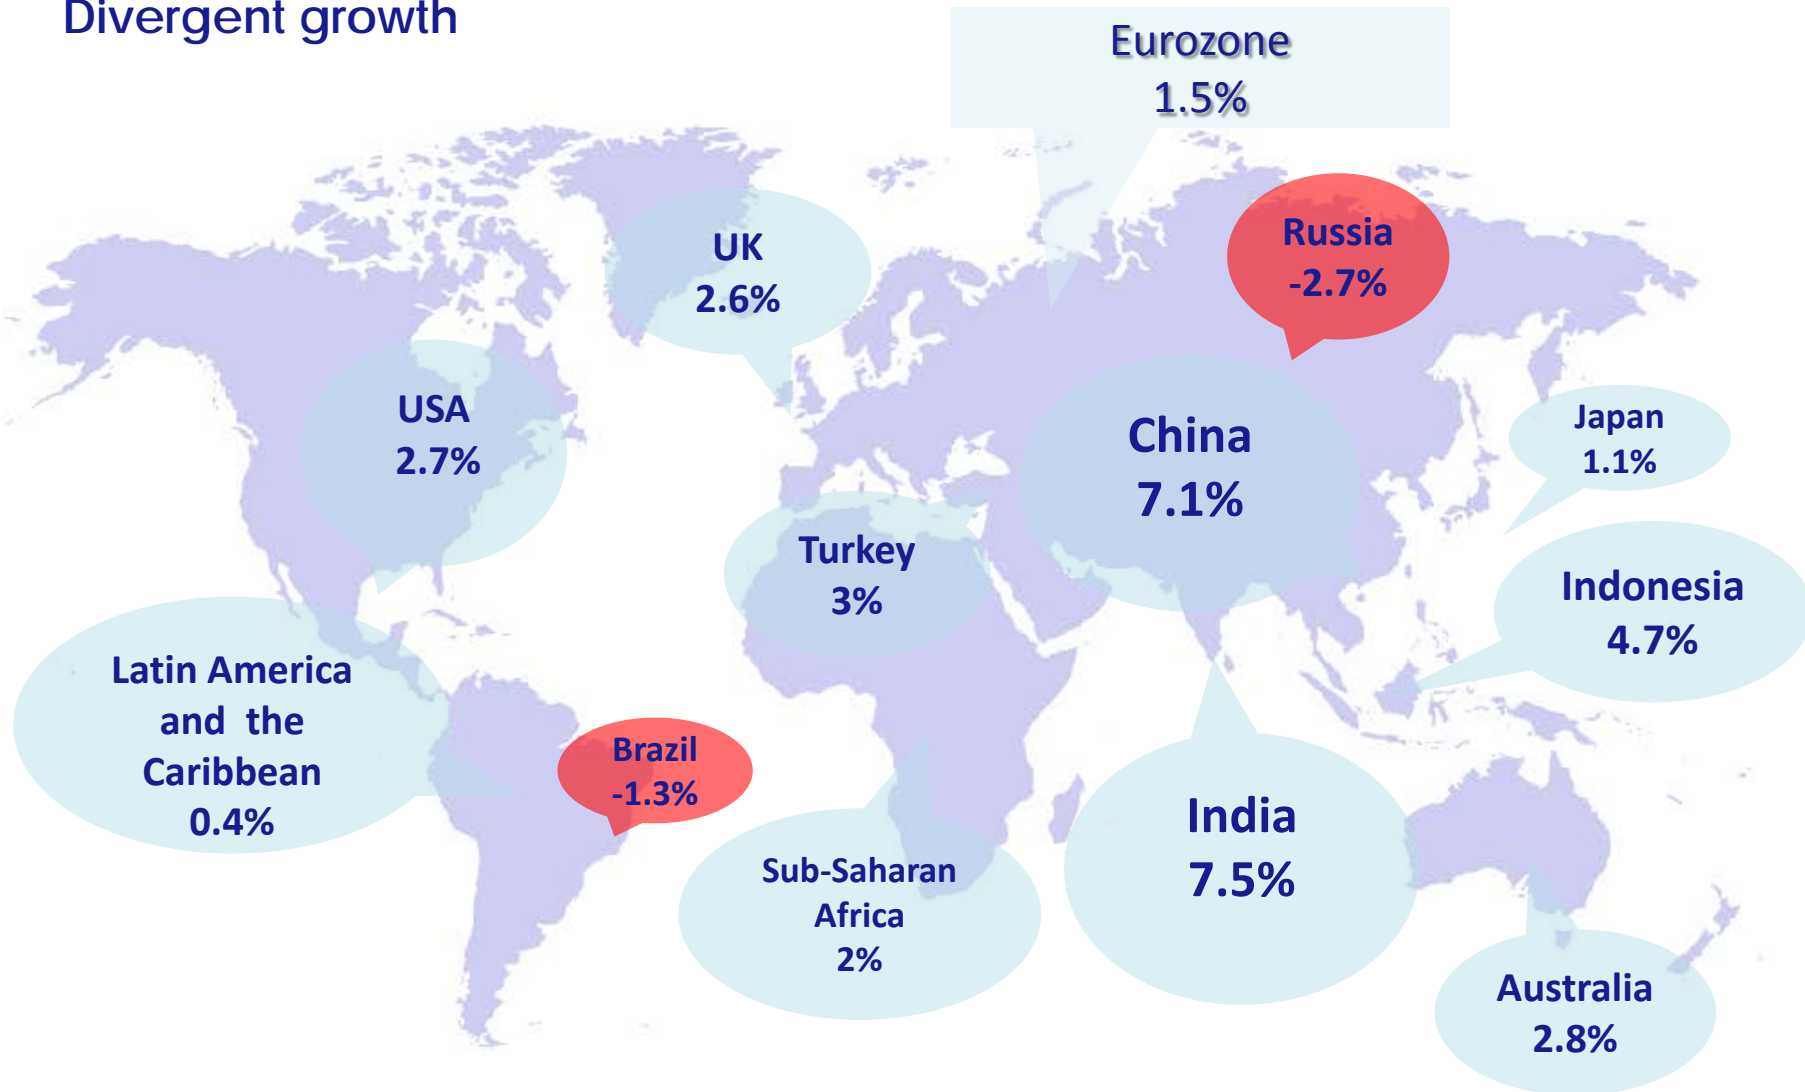 Divergent growth
Eurozone
1.5%
Russia
-2.7%
UK
2.6%
USA
2.7%
China
7.1%
Japan
1.1%
Turkey
3%
Indonesia
4.7%
Latin America
and the
Caribbean
0.4%
Brazil
-1.3%
India
7.5%
Sub-Saharan
Africa
2%
Australia
2.8%